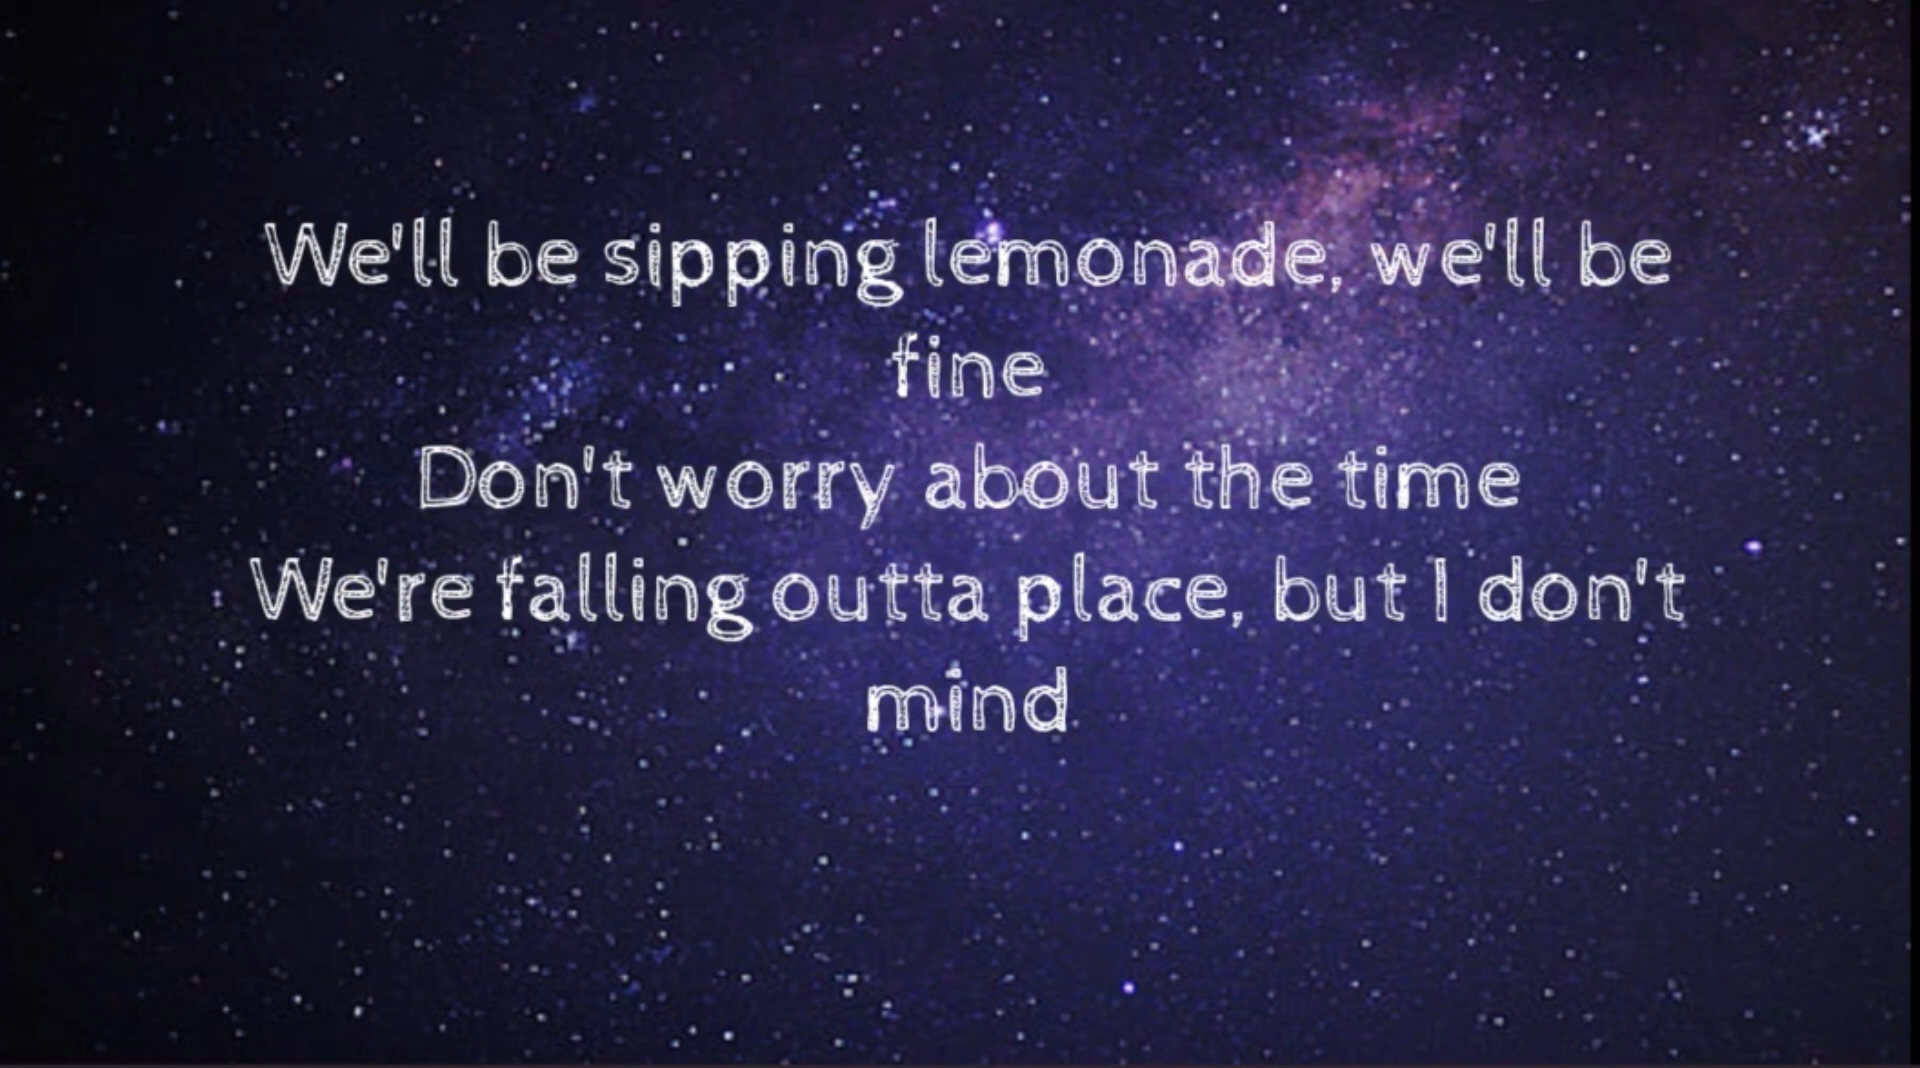 We'll be sipping lemonade, we'll be
fine
Don't worry about the time
We're falling outta place, but I don't
mind